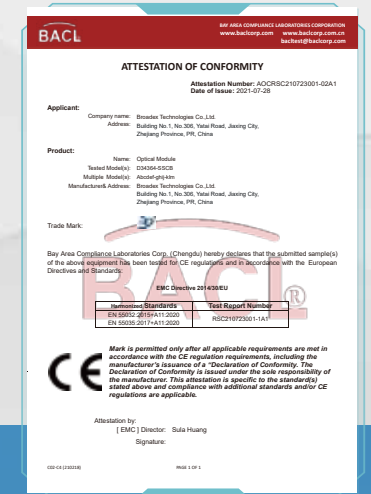 BACL
BAY AREA COMPLIANCE LABORATORIES CORPORATION
www.baclcorp.com www.baclcorp.com.cn
bacltest@baclcorp.com
ATTESTATION OF CONFORMITY
Attestation Number: AOCRSC210723001-02A1
Date of Issue: 2021-07-28
Applicant:
Company name: Broadex Technologies Co.,Ltd.
Address: Building No.1, No.306, Yatai Road, Jiaxing City,
Zhejiang Province, PR, China
Product:
Name: Optical Module
Tested Model(s): D34364-SSCB
Multiple Model(s): Abcdef-ghij-klm
Manufacturer& Address: Broadex Technologies Co.,Ltd.
Building No.1, No.306, Yatai Road, Jiaxing City,
Zhejiang Province, PR, China
Trade Mark:
Bay Area Compliance Laboratories Corp. (Chengdu) hereby declares that the submitted sample(s)
of the above equipment has been tested for CE regulations and in accordance with the European
Directives and Standards:
BACL®
EMC Directive 2014/30/EU
Harmonized Standards Test Report Number
EN 55032:2015+A11:2020
EN 55035:2017+A11:2020
RSC210723001-1A1
CE
Mark is permitted only after all applicable requirements are met in
accordance with the CE regulation requirements, including the
manufacturer's issuance of a "Declaration of Conformity. The
Declaration of Conformity is issued under the sole responsibility of
the manufacturer. This attestation is specific to the standard(s)
stated above and compliance with additional standards and/or CE
regulations are applicable.
Attestation by:
[ EMC ] Director: Sula Huang
Signature:
C02-C6 (210218) PAGE 1 OF 1